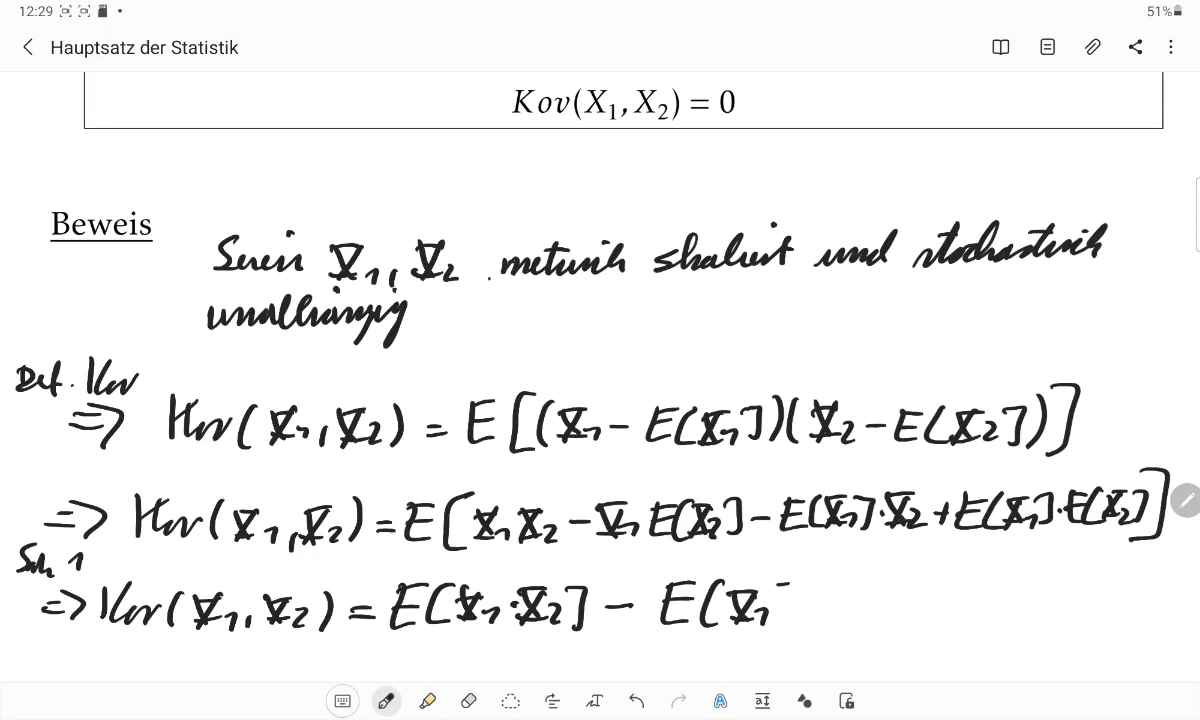 12:29 51%
Hauptsatz der Statistik
Kov(X₁, X₂) = 0
Beweis Seien X₁, X₂ metrisch skaliert und stochastisch
unabhängig
Def. Kov
=> Kov(X₁, X₂) = E[(X₁ - E[X₁])(X₂ - E[X₂])]
=> Kov(X₁, X₂) = E[X₁X₂ - X₁E[X₂] - E[X₁]·X₂ + E[X₁]·E[X₂]]
Satz 1
=> Kov(X₁, X₂) = E[X₁·X₂] - E[X₁